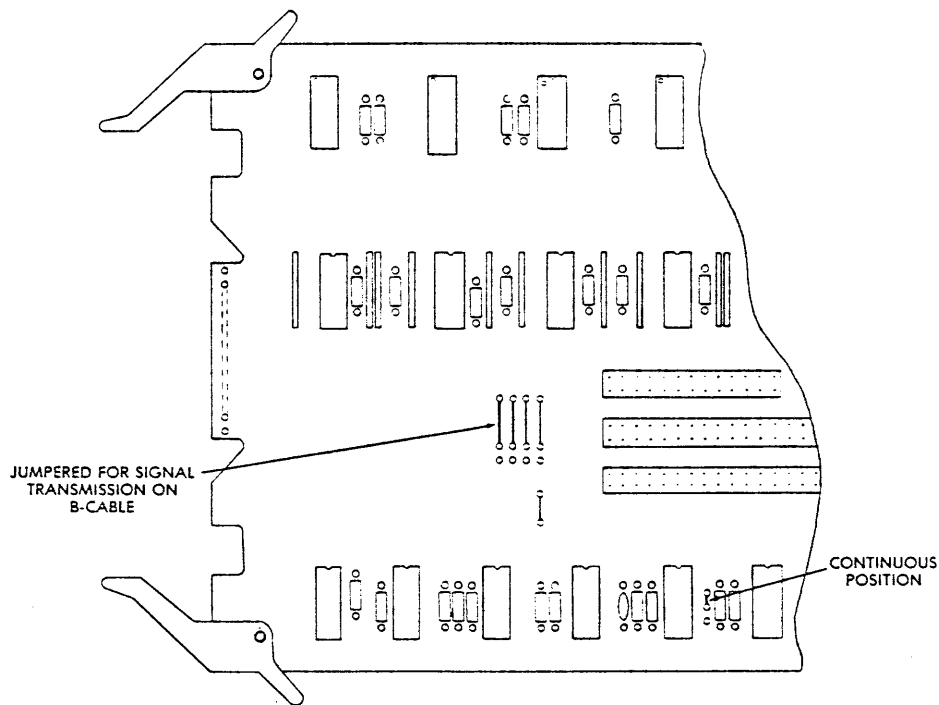 JUMPERED FOR SIGNAL
TRANSMISSION ON
B-CABLE
CONTINUOUS
POSITION